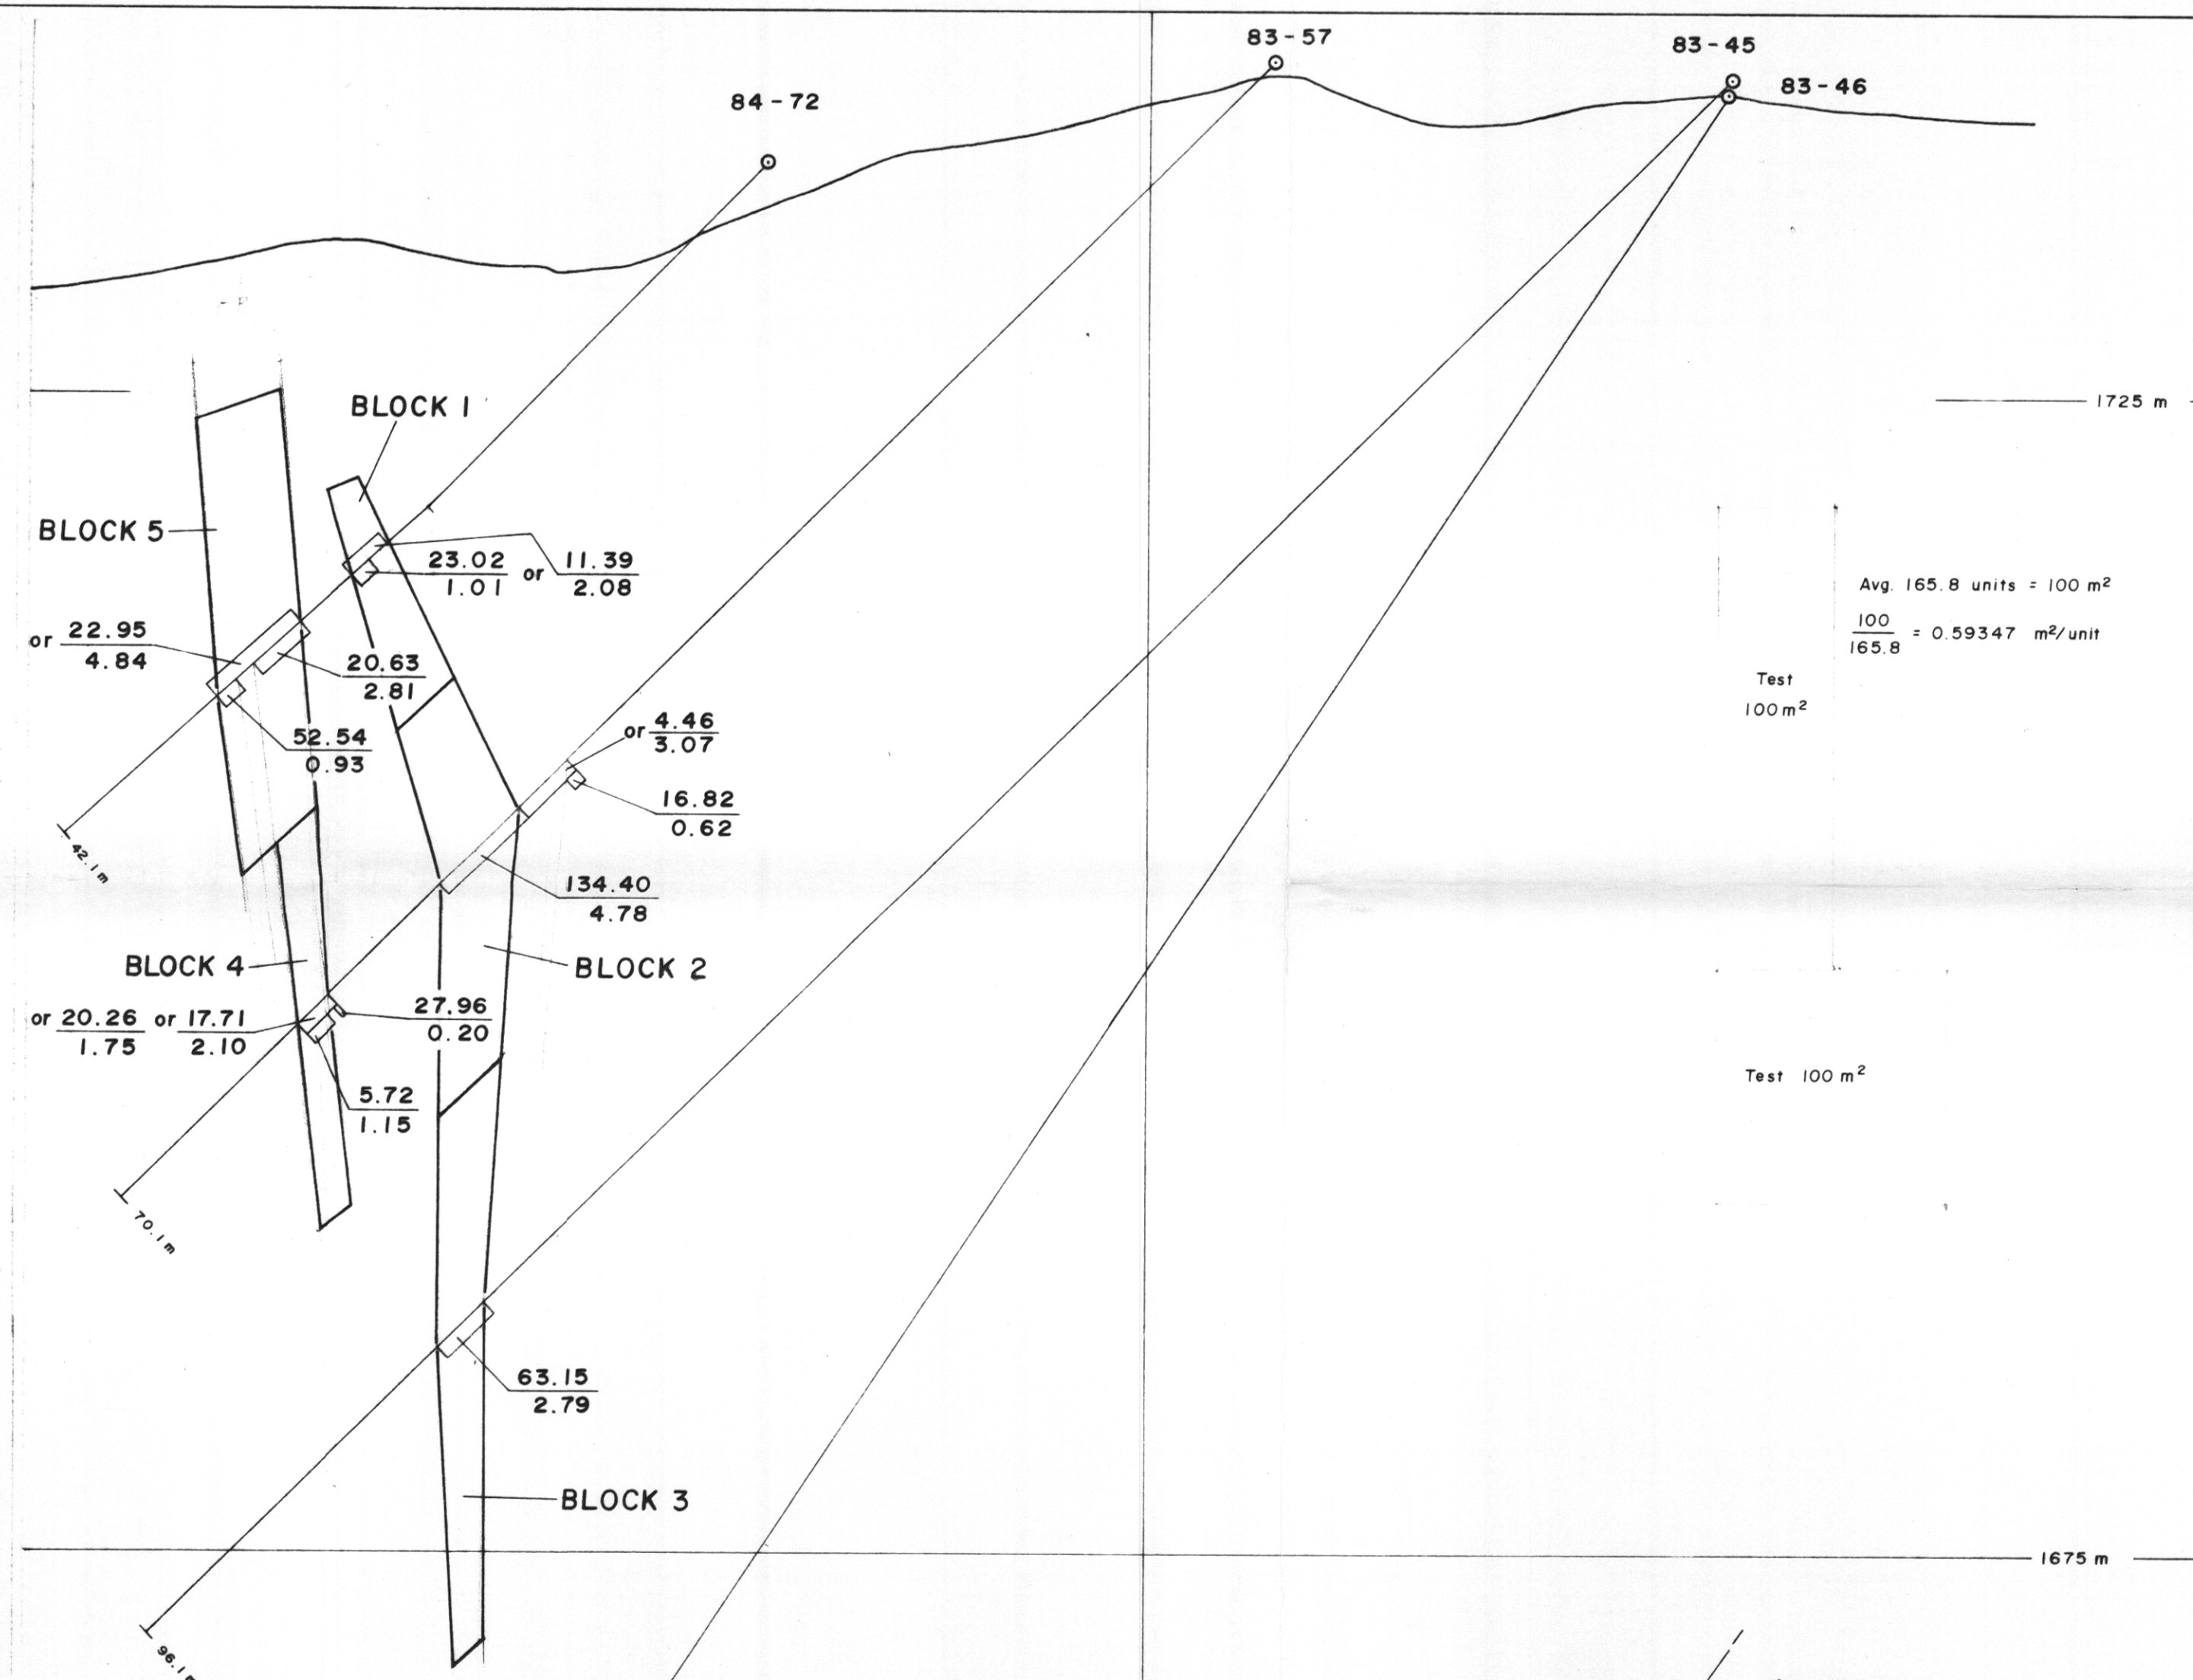 83-57
83-45
83-46
84-72
1725 m
BLOCK 1
BLOCK 5
23.02
1.01
or
11.39
2.08
Avg. 165.8 units = 100 m²
100
165.8
= 0.59347 m²/unit
or
22.95
4.84
20.63
2.81
Test
100 m²
52.54
0.93
or
4.46
3.07
16.82
0.62
42.1 m
134.40
4.78
BLOCK 4
BLOCK 2
or
20.26
1.75
or
17.71
2.10
27.96
0.20
Test 100 m²
5.72
1.15
70.1 m
63.15
2.79
BLOCK 3
1675 m
96.1 m